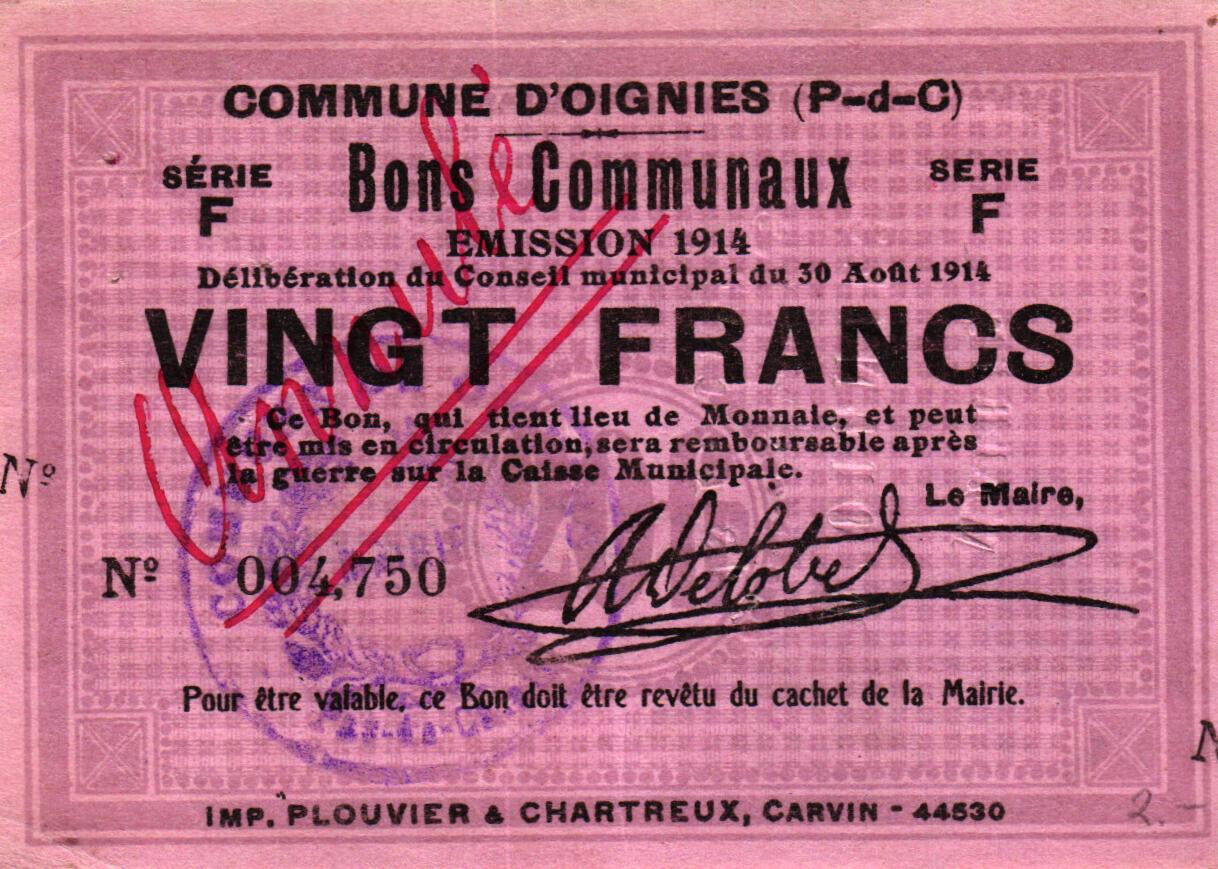 COMMUNE D'OIGNIES (P-d-C)
SÉRIE
F
Bons Communaux
SERIE
F
EMISSION 1914
Délibération du Conseil municipal du 30 Août 1914
VINGT FRANCS
Annulé
Ce Bon, qui tient lieu de Monnaie, et peut
être mis en circulation, sera remboursable après
la guerre sur la Caisse Municipale.
Nº
Le Maire,
Nº 004,750
Pour être valable, ce Bon doit être revêtu du cachet de la Mairie.
IMP. PLOUVIER & CHARTREUX, CARVIN - 44530
2.-